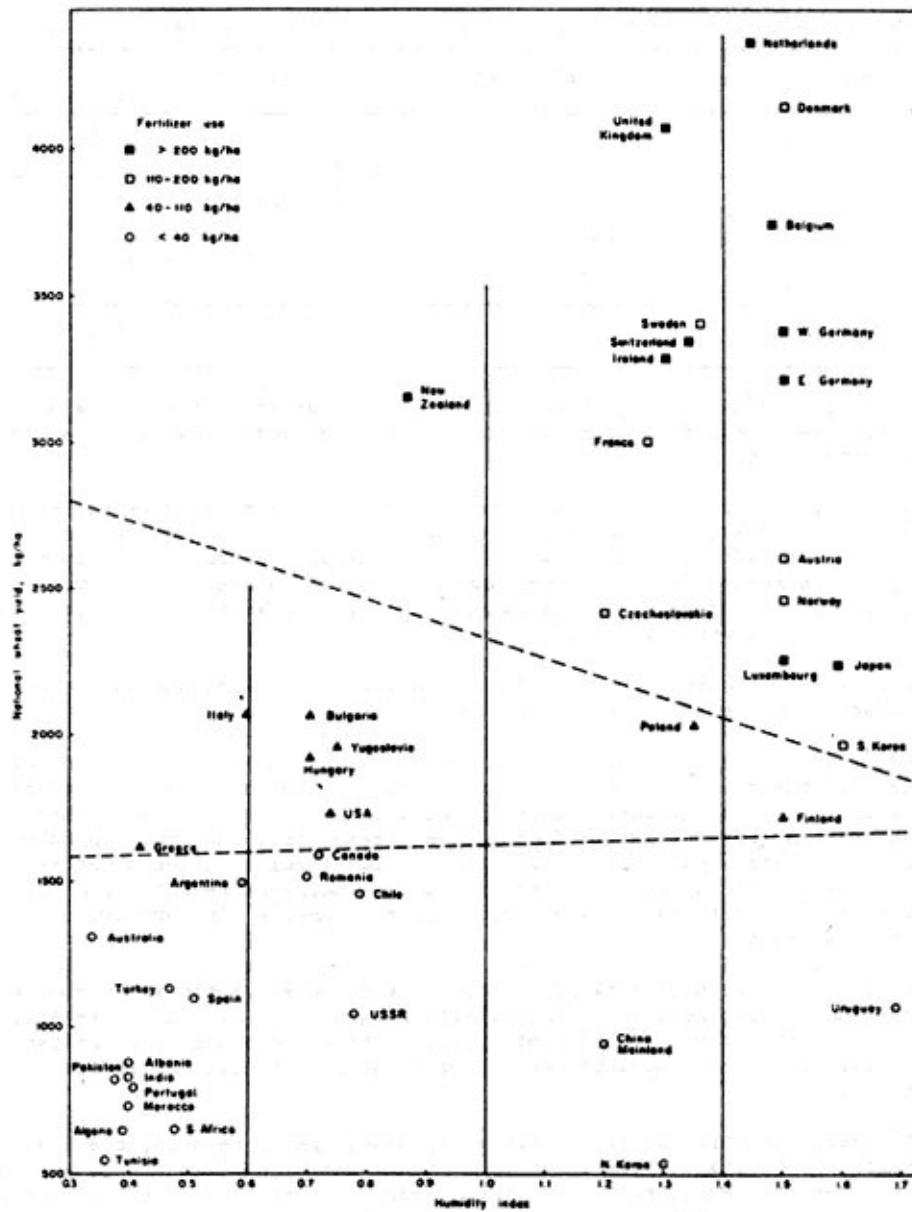 Netherlands
Denmark
United
Kingdom
Fertilizer use
> 200 kg/ha
110-200 kg/ha
40-110 kg/ha
< 40 kg/ha
4000
Belgium
3500
Sweden
Switzerland
Ireland
W. Germany
E. Germany
New
Zealand
France
3000
National wheat yield, kg/ha
2500
Austria
Norway
Czechoslovakia
Luxembourg
Japan
Italy
Bulgaria
Poland
S. Korea
2000
Yugoslavia
Hungary
USA
Finland
Greece
Canada
1500
Argentina
Romania
Chile
Australia
Turkey
Spain
1000
USSR
Uruguay
China
Mainland
Pakistan
Albania
India
Portugal
Morocco
Algeria
S. Africa
Tunisia
N. Korea
500
0.3 0.4 0.5 0.6 0.7 0.8 0.9 1.0 1.2 1.3 1.4 1.5 1.6 1.7
Humidity index